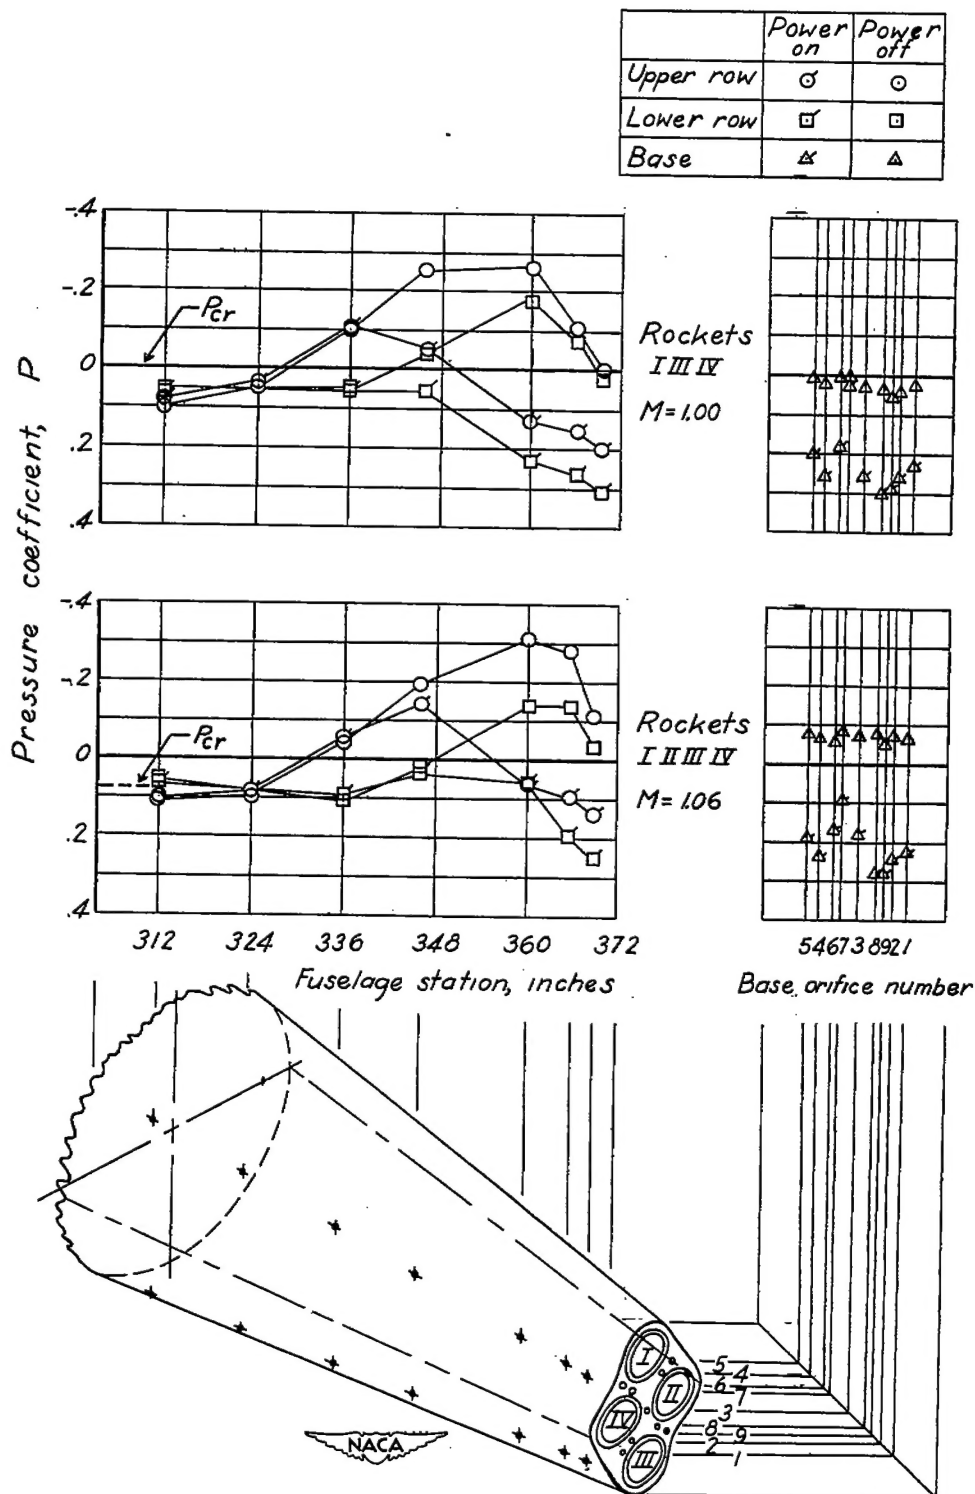 Power on Power off
Upper row
Lower row
Base
Pressure coefficient, P
-.4
-.2
0
.2
.4
Pcr
Rockets
I III IV
M=1.00
-.4
-.2
0
.2
.4
Pcr
Rockets
I II III IV
M=1.06
312 324 336 348 360 372
Fuselage station, inches
546738921
Base orifice number
I
II
IV
III
5
4
6
7
3
8
9
2
1
NACA